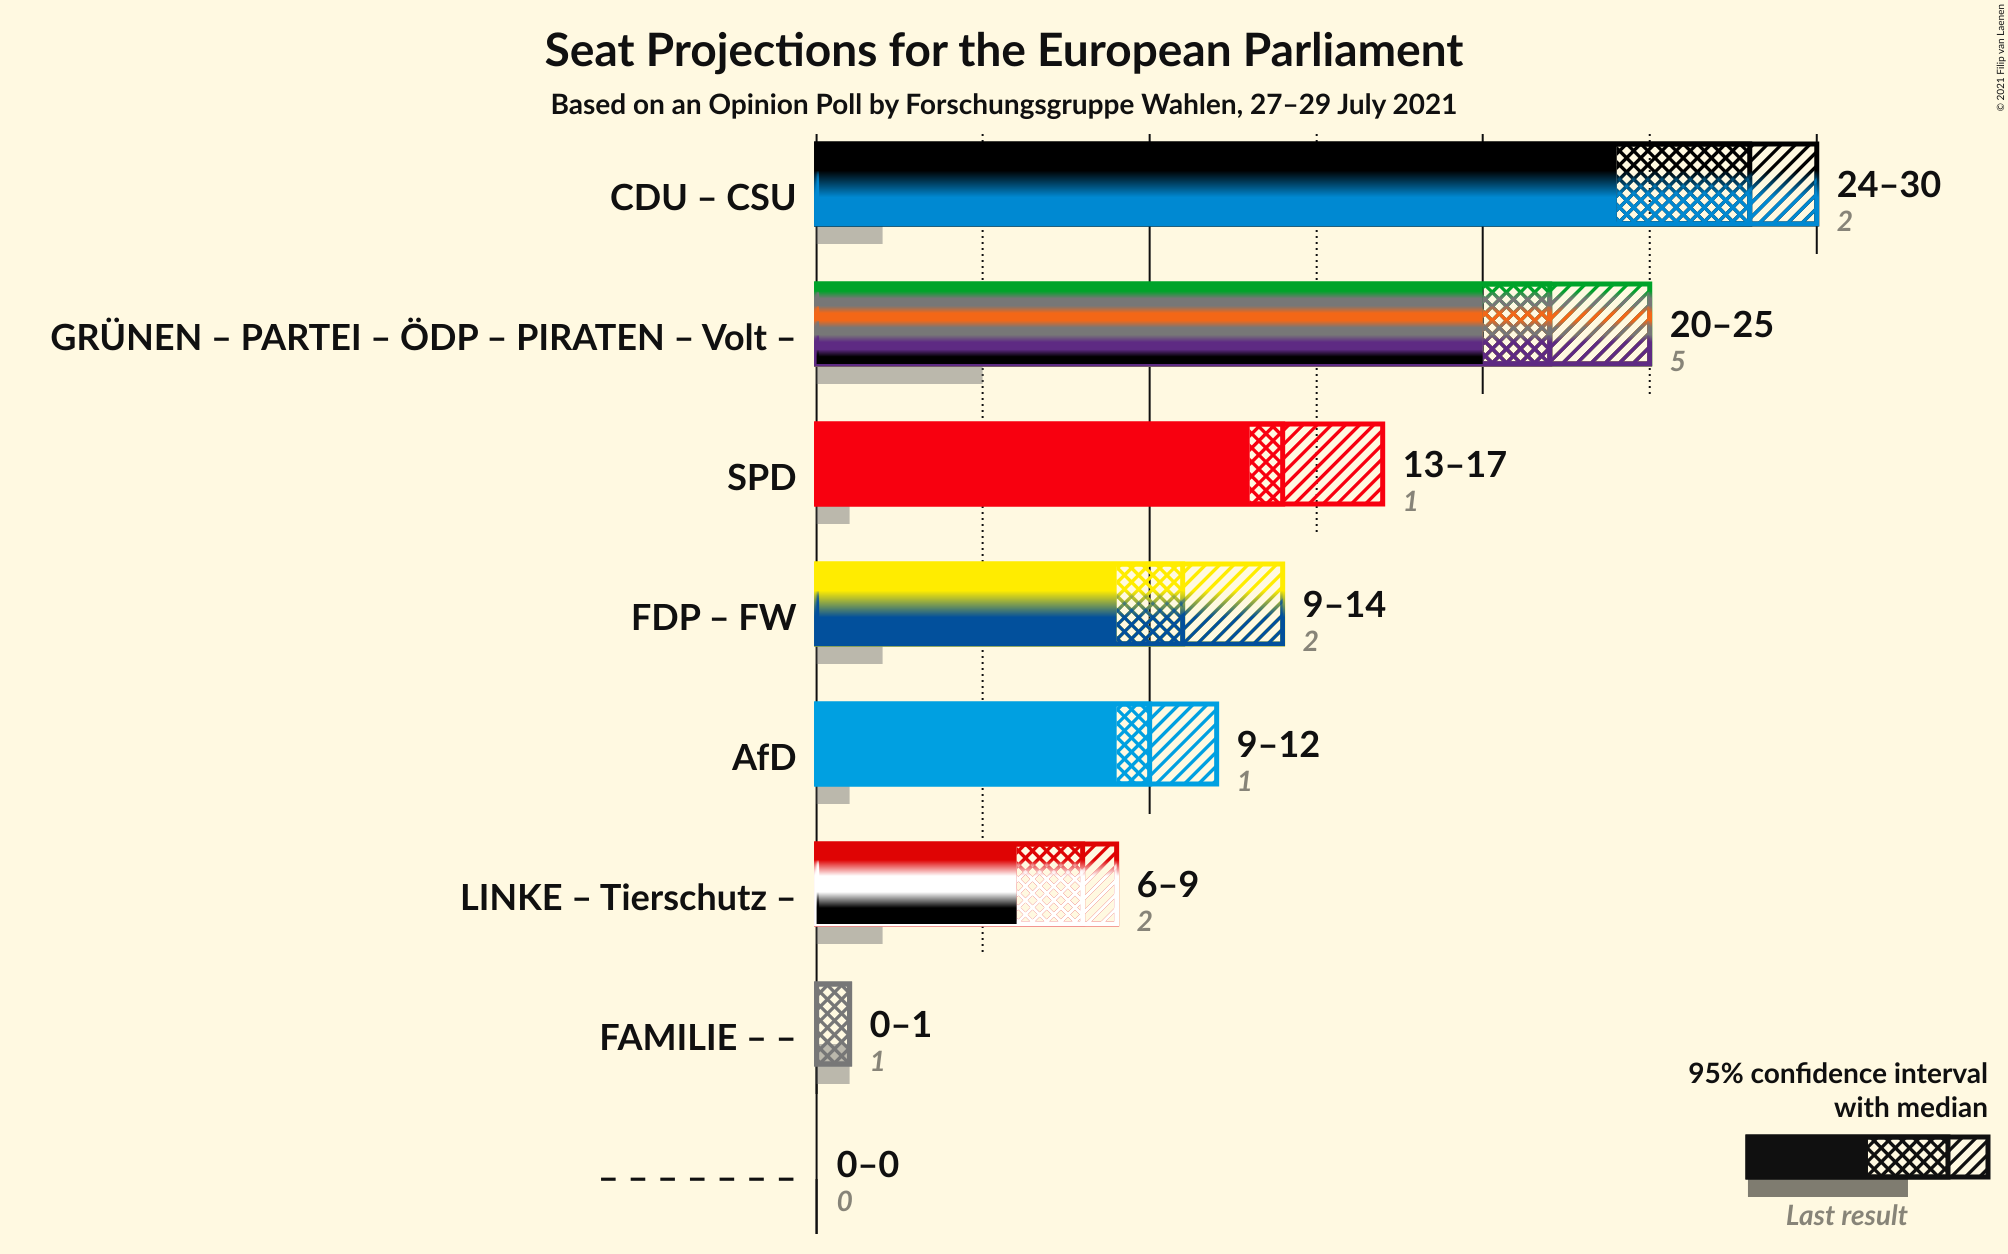 Seat Projections for the European Parliament
Based on an Opinion Poll by Forschungsgruppe Wahlen, 27–29 July 2021
© 2021 Filip van Laenen
CDU – CSU
24–30
2
GRÜNEN – PARTEI – ÖDP – PIRATEN – Volt –
20–25
5
SPD
13–17
1
FDP – FW
9–14
2
AfD
9–12
1
LINKE – Tierschutz –
6–9
2
FAMILIE – –
0–1
1
– – – – – – –
0–0
0
95% confidence interval
with median
Last result